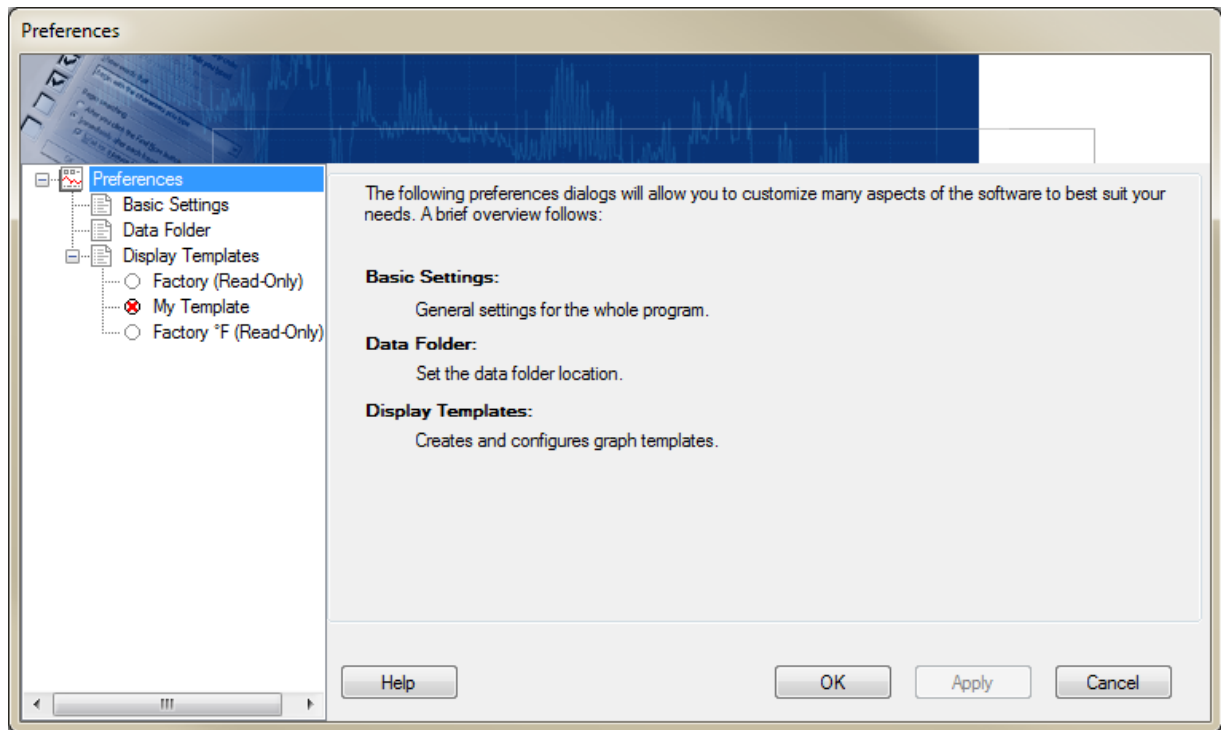 Preferences
Preferences
Basic Settings
Data Folder
Display Templates
Factory (Read-Only)
My Template
Factory °F (Read-Only)
The following preferences dialogs will allow you to customize many aspects of the software to best suit your
needs. A brief overview follows:
Basic Settings:
General settings for the whole program.
Data Folder:
Set the data folder location.
Display Templates:
Creates and configures graph templates.
Help
OK
Apply
Cancel